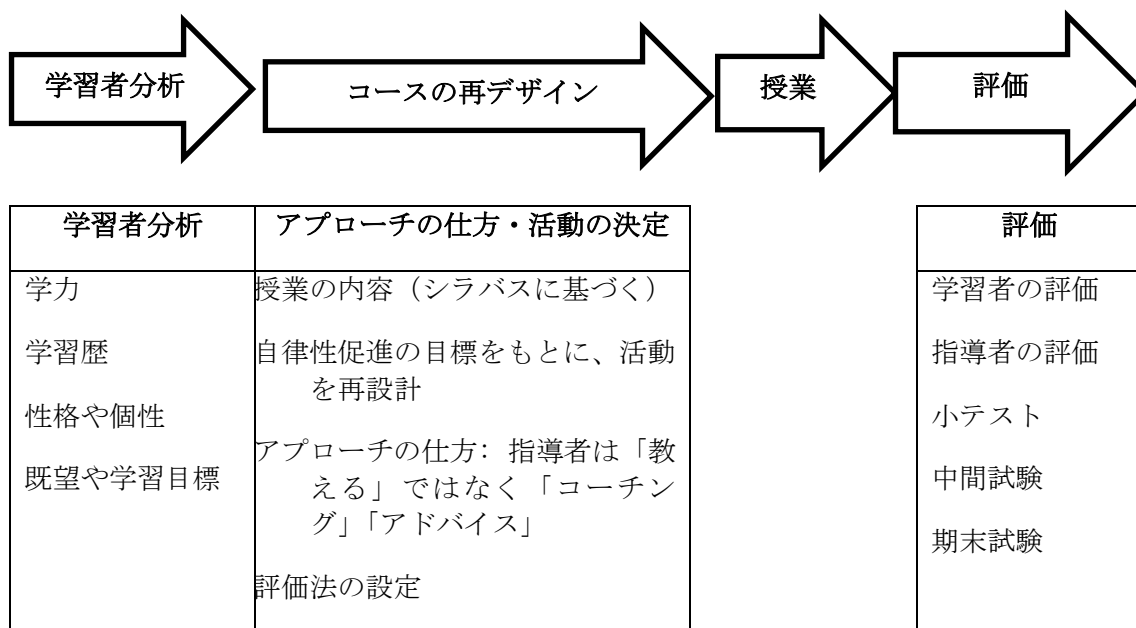 学習者分析
コースの再デザイン
授業
評価
学習者分析
学力
学習歴
性格や個性
既望や学習目標
アプローチの仕方・活動の決定
授業の内容（シラバスに基づく）
自律性促進の目標をもとに、活動
を再設計
アプローチの仕方: 指導者は「教
える」ではなく「コーチン
グ」「アドバイス」
評価法の設定
評価
学習者の評価
指導者の評価
小テスト
中間試験
期末試験